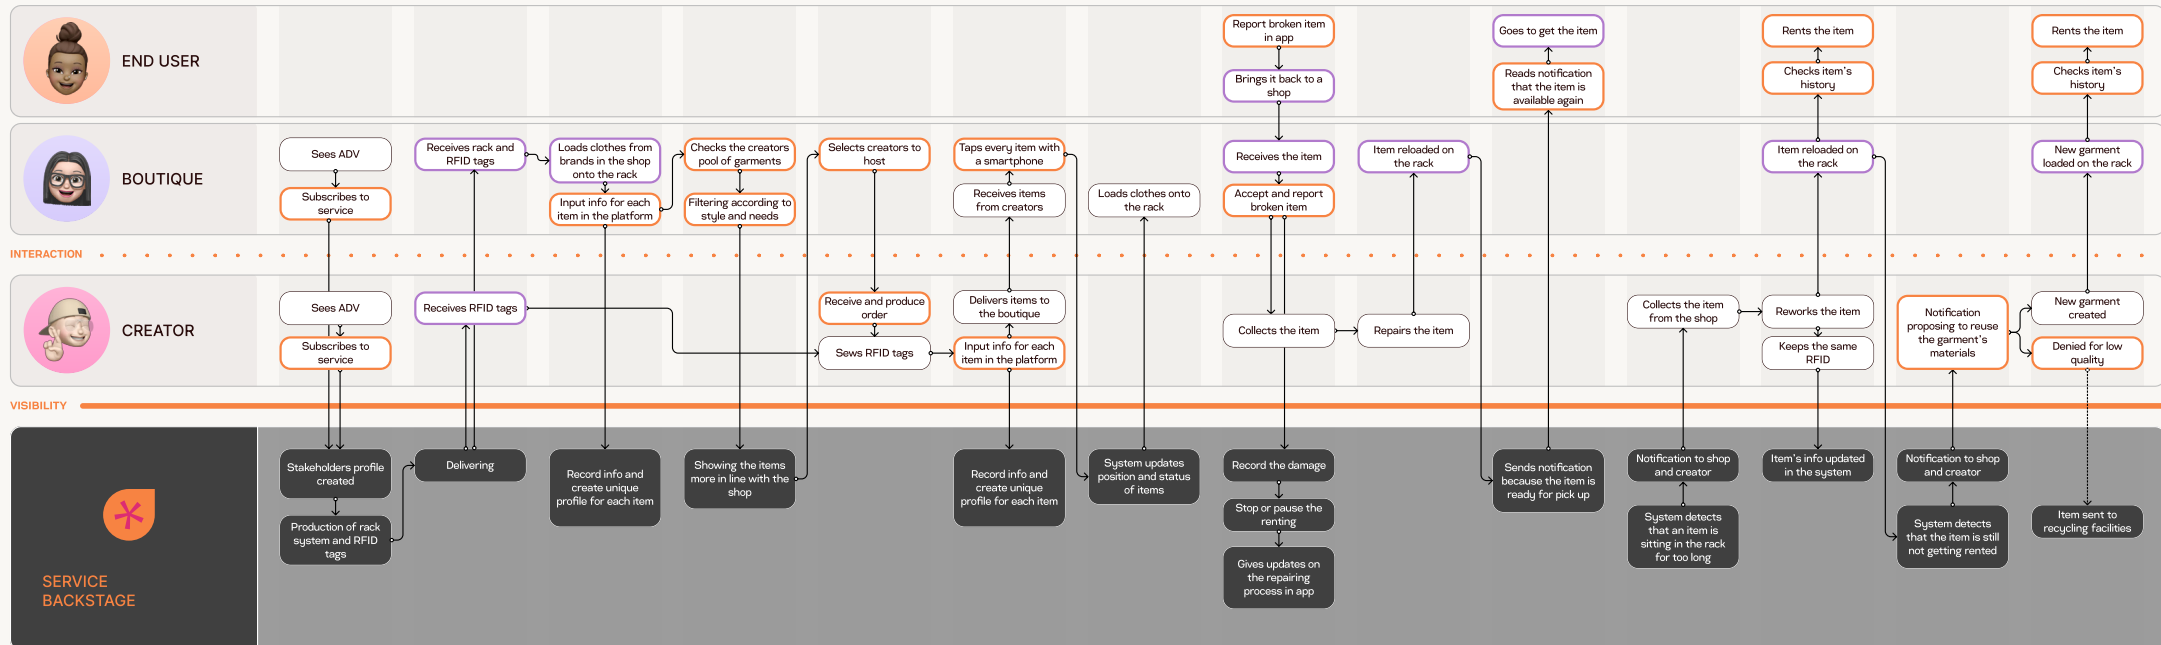 END USER
Report broken item
in app
Brings it back to a
shop
Goes to get the item
Reads notification
that the item is
available again
Rents the item
Checks item's
history
Rents the item
Checks item's
history
BOUTIQUE
Sees ADV
Subscribes to
service
Receives rack and
RFID tags
Loads clothes from
brands in the shop
onto the rack
Input info for each
item in the platform
Checks the creators
pool of garments
Filtering according to
style and needs
Selects creators to
host
Taps every item with
a smartphone
Receives items
from creators
Loads clothes onto
the rack
Receives the item
Accept and report
broken item
Item reloaded on
the rack
Item reloaded on
the rack
New garment
loaded on the rack
INTERACTION
CREATOR
Sees ADV
Subscribes to
service
Receives RFID tags
Receive and produce
order
Sews RFID tags
Delivers items to
the boutique
Input info for each
item in the platform
Collects the item
Repairs the item
Collects the item
from the shop
Reworks the item
Keeps the same
RFID
Notification
proposing to reuse
the garment's
materials
New garment
created
Denied for low
quality
VISIBILITY
SERVICE
BACKSTAGE
Stakeholders profile
created
Production of rack
system and RFID
tags
Delivering
Record info and
create unique
profile for each item
Showing the items
more in line with the
shop
Record info and
create unique
profile for each item
System updates
position and status
of items
Record the damage
Stop or pause the
renting
Gives updates on
the repairing
process in app
Sends notification
because the item is
ready for pick up
Notification to shop
and creator
System detects
that an item is
sitting in the rack
for too long
Item's info updated
in the system
Notification to shop
and creator
System detects
that the item is still
not getting rented
Item sent to
recycling facilities